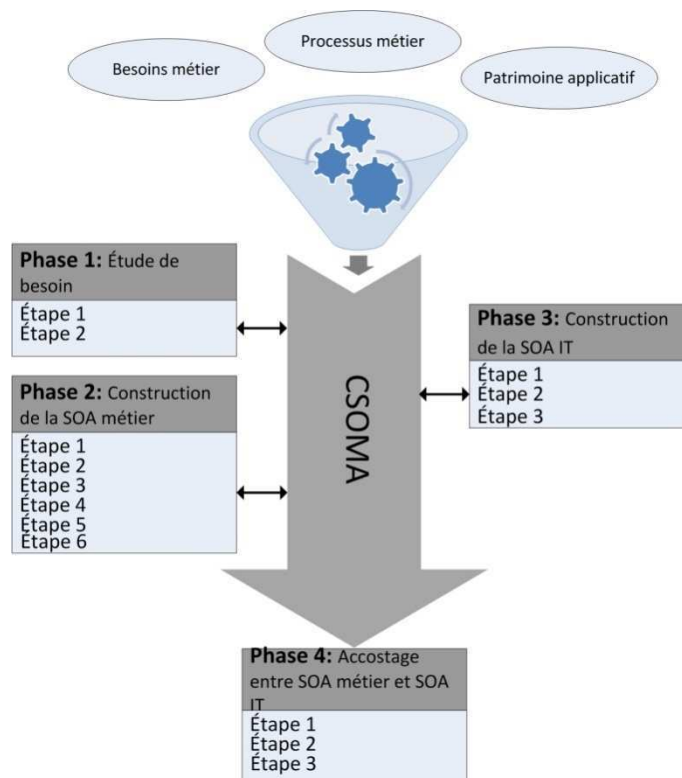 Processus métier
Besoins métier
Patrimoine applicatif
Phase 1: Étude de
besoin
Étape 1
Étape 2
Phase 2: Construction
de la SOA métier
Étape 1
Étape 2
Étape 3
Étape 4
Étape 5
Étape 6
CSOMA
Phase 3: Construction
de la SOA IT
Étape 1
Étape 2
Étape 3
Phase 4: Accostage
entre SOA métier et SOA
IT
Étape 1
Étape 2
Étape 3